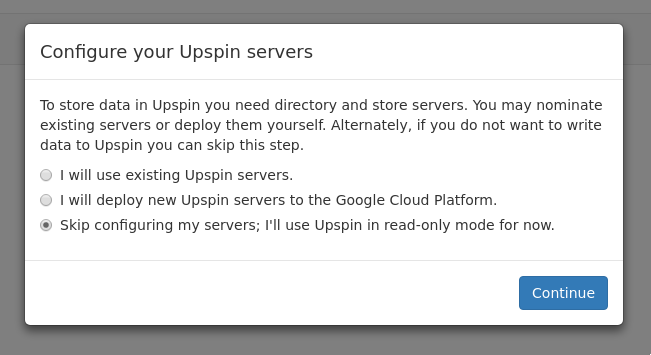 Configure your Upspin servers
To store data in Upspin you need directory and store servers. You may nominate
existing servers or deploy them yourself. Alternately, if you do not want to write
data to Upspin you can skip this step.
I will use existing Upspin servers.
I will deploy new Upspin servers to the Google Cloud Platform.
Skip configuring my servers; I'll use Upspin in read-only mode for now.
Continue